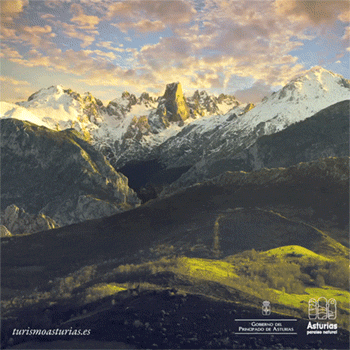 turismoasturias.es
GOBIERNO DEL
PRINCIPADO DE ASTURIAS
Asturias
paraíso natural